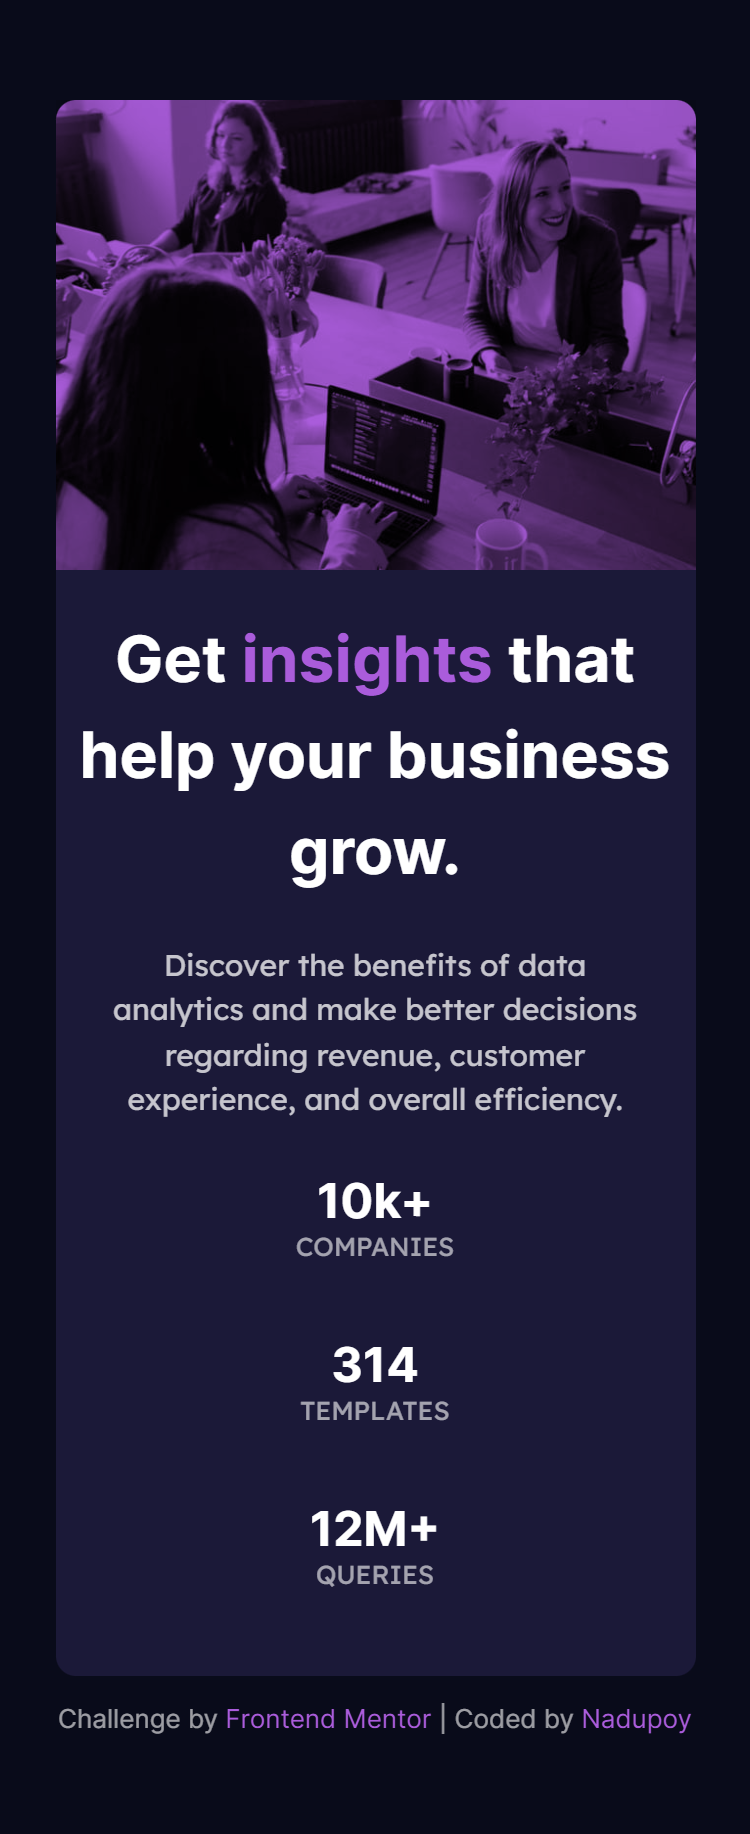 Get insights that
help your business
grow.
Discover the benefits of data
analytics and make better decisions
regarding revenue, customer
experience, and overall efficiency.
10k+
COMPANIES
314
TEMPLATES
12M+
QUERIES
Challenge by Frontend Mentor | Coded by Nadupoy